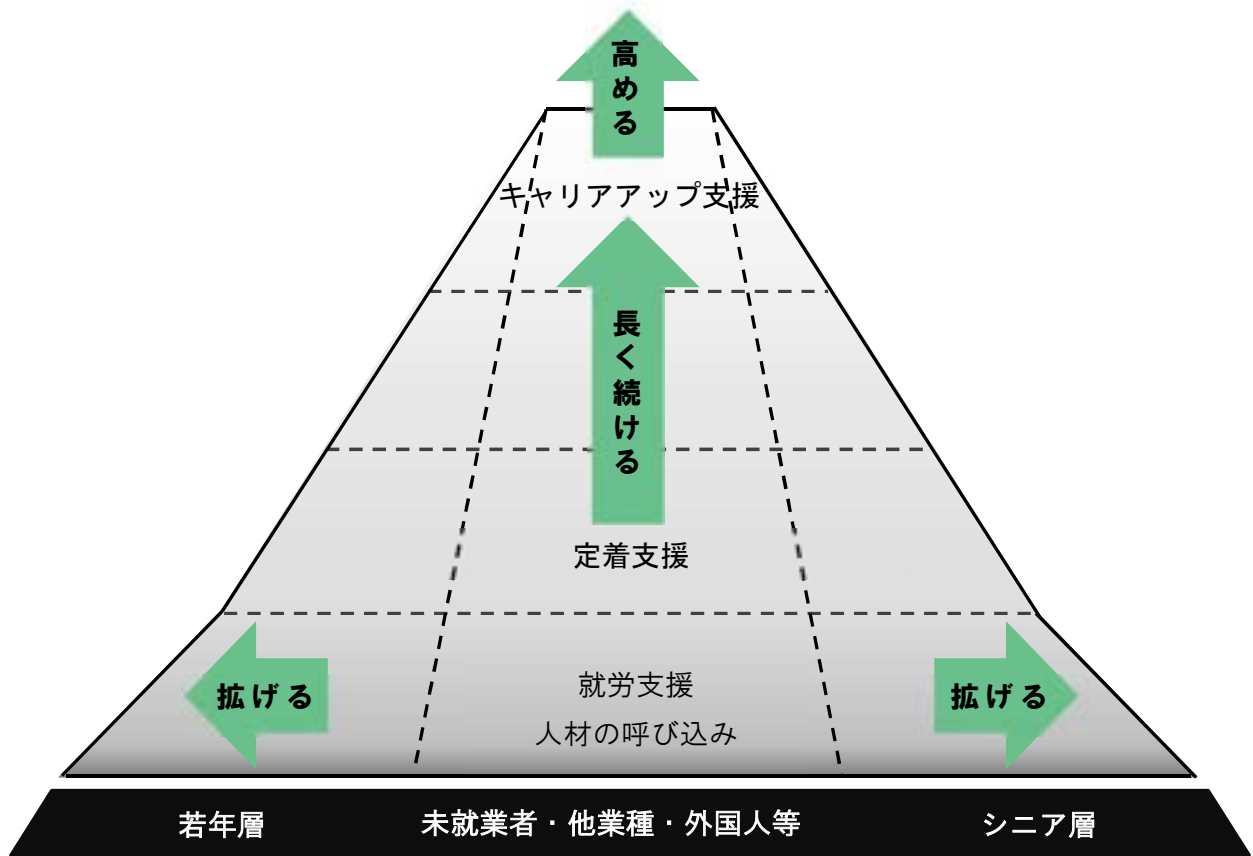 高める
キャリアアップ支援
長く続ける
定着支援
拡げる
就労支援
人材の呼び込み
拡げる
若年層
未就業者・他業種・外国人等
シニア層